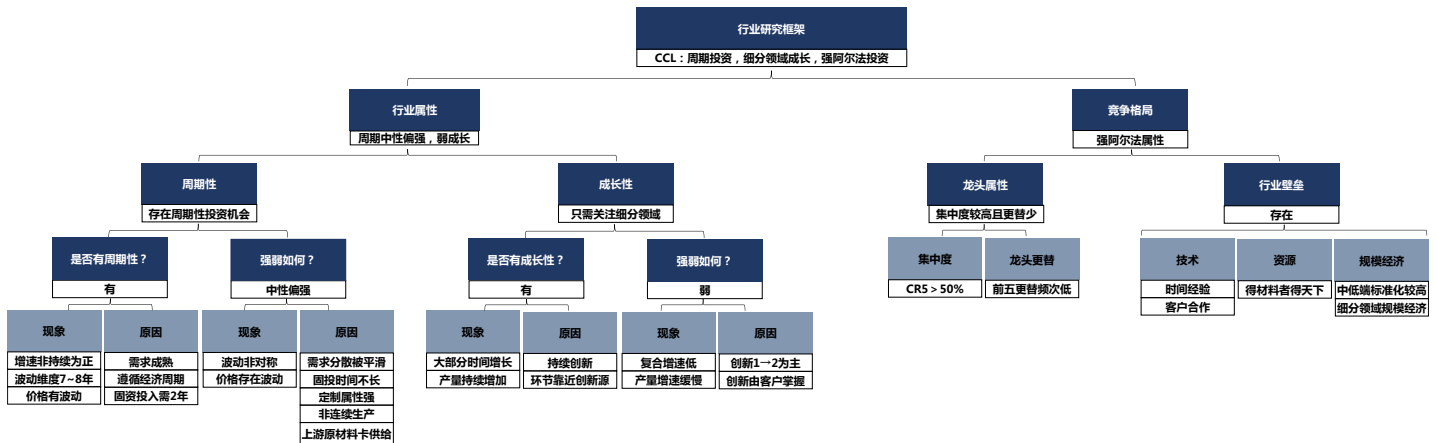 行业研究框架
CCL：周期投资，细分领域成长，强阿尔法投资
行业属性
周期中性偏强，弱成长
竞争格局
强阿尔法属性
周期性
存在周期性投资机会
成长性
只需关注细分领域
龙头属性
集中度较高且更替少
行业壁垒
存在
是否有周期性？
有
强弱如何？
中性偏强
是否有成长性？
有
强弱如何？
弱
集中度
CR5＞50%
龙头更替
前五更替频次低
技术
时间经验
客户合作
资源
得材料者得天下
规模经济
中低端标准化较高
细分领域规模经济
现象
增速非持续为正
波动维度7~8年
价格有波动
原因
需求成熟
遵循经济周期
固资投入需2年
现象
波动非对称
价格存在波动
原因
需求分散被平滑
固投时间不长
定制属性强
非连续生产
上游原材料卡供给
现象
大部分时间增长
产量持续增加
原因
持续创新
环节靠近创新源
现象
复合增速低
产量增速缓慢
原因
创新1→2为主
创新由客户掌握